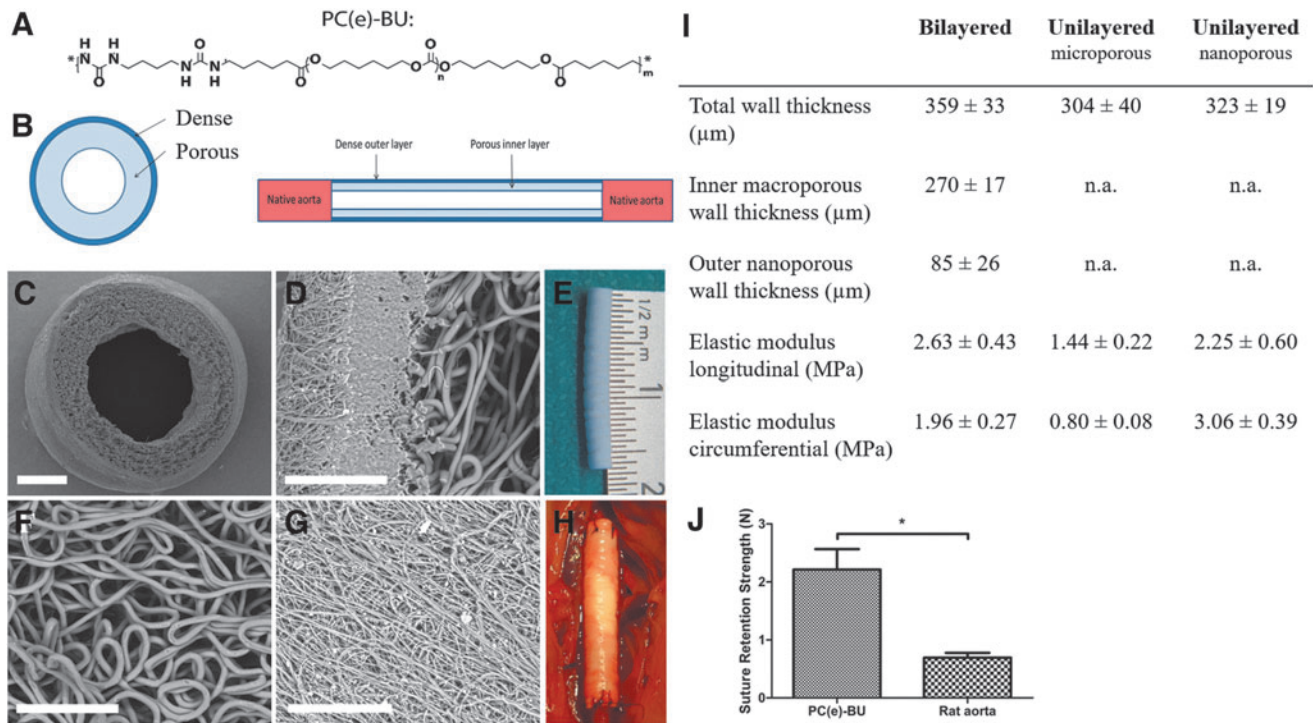 A
PC(e)-BU:
H
H
O
O
O
*
N
N
N
N
O
O
O
O
*
O
H
H
O
n
O
m
B
Dense
Porous
Dense outer layer
Porous inner layer
Native aorta
Native aorta
C
D
E
1/2 mm
1
2
F
G
H
I
Bilayered
Unilayered
microporous
Unilayered
nanoporous
Total wall thickness
(µm)
359 ± 33
304 ± 40
323 ± 19
Inner macroporous
wall thickness (µm)
270 ± 17
n.a.
n.a.
Outer nanoporous
wall thickness (µm)
85 ± 26
n.a.
n.a.
Elastic modulus
longitudinal (MPa)
2.63 ± 0.43
1.44 ± 0.22
2.25 ± 0.60
Elastic modulus
circumferential (MPa)
1.96 ± 0.27
0.80 ± 0.08
3.06 ± 0.39
J
Suture Retention Strength (N)
3
2
1
0
*
PC(e)-BU
Rat aorta